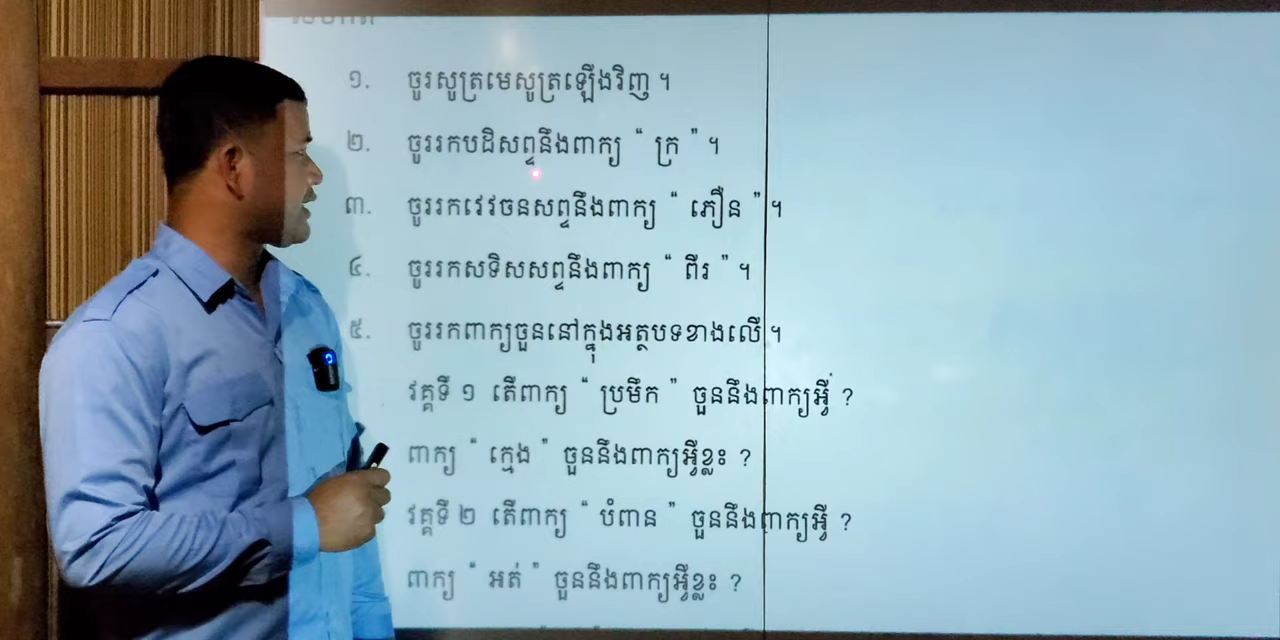 ១. ចូរសូត្រមេសូត្រឡើងវិញ ។
២. ចូររកបដិសព្ទនឹងពាក្យ “ ក្រ ” ។
៣. ចូររកវេវចនសព្ទនឹងពាក្យ “ ភឿន ” ។
៤. ចូររកសទិសសព្ទនឹងពាក្យ “ ពីរ ” ។
៥. ចូររកពាក្យចួននៅក្នុងអត្ថបទខាងលើ ។
វគ្គទី ១ តើពាក្យ “ ប្រមឹក ” ចួននឹងពាក្យអ្វី ?
ពាក្យ “ ក្មេង ” ចួននឹងពាក្យអ្វីខ្លះ ?
វគ្គទី ២ តើពាក្យ “ បំពាន ” ចួននឹងពាក្យអ្វី ?
ពាក្យ “ អត់ ” ចួននឹងពាក្យអ្វីខ្លះ ?